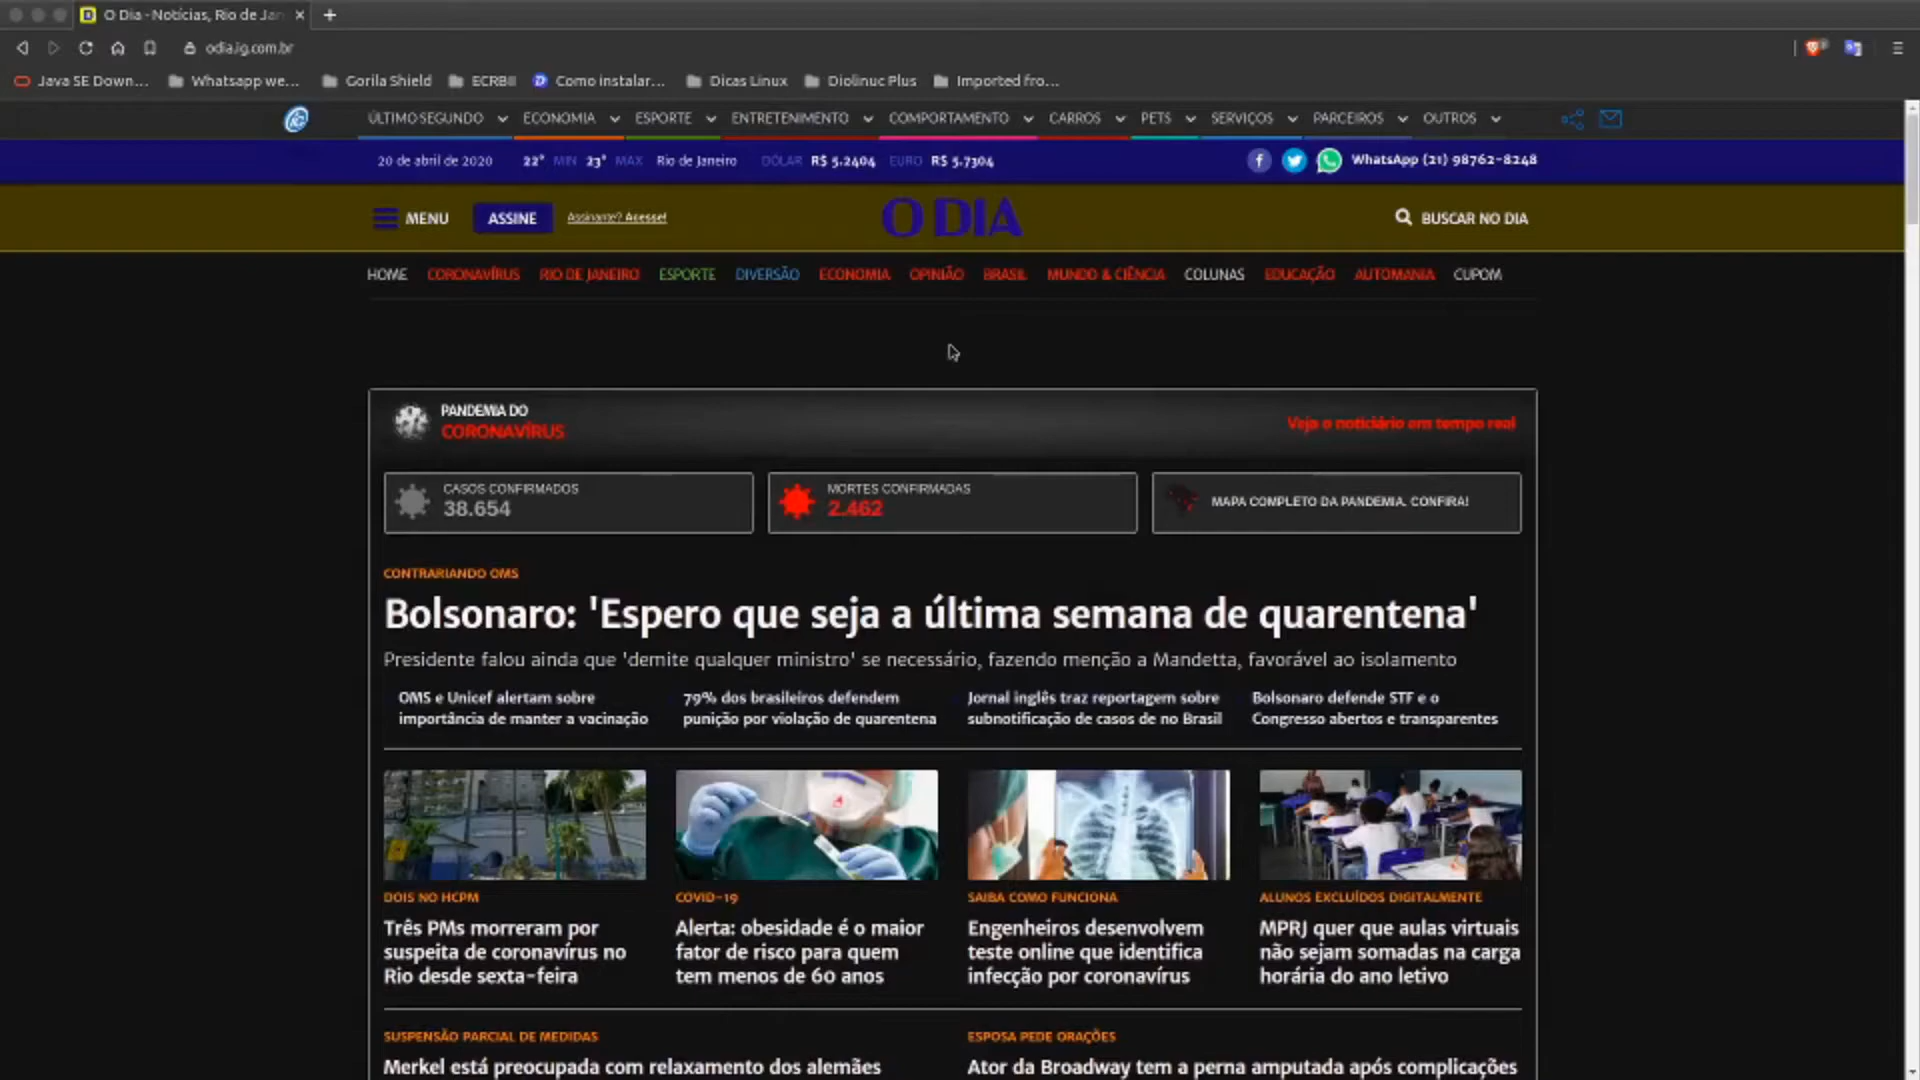 O Dia - Notícias, Rio de Jan
odia.ig.com.br
Java SE Down... Whatsapp we... Gorila Shield ECRB Como instalar... Dicas Linux Diolinuc Plus Imported fro...
ÚLTIMO SEGUNDO ECONOMIA ESPORTE ENTRETENIMENTO COMPORTAMENTO CARROS PETS SERVIÇOS PARCEIROS OUTROS
20 de abril de 2020 22° MIN 23° MAX Rio de Janeiro DÓLAR R$ 5.2404 EURO R$ 5.7304 WhatsApp (21) 98762-8248
MENU ASSINE Assinante? Acesse! O DIA BUSCAR NO DIA
HOME CORONAVÍRUS RIO DE JANEIRO ESPORTE DIVERSÃO ECONOMIA OPINIÃO BRASIL MUNDO & CIÊNCIA COLUNAS EDUCAÇÃO AUTOMANIA CUPOM
PANDEMIA DO
CORONAVÍRUS
Veja o noticiário em tempo real
CASOS CONFIRMADOS
38.654
MORTES CONFIRMADAS
2.462
MAPA COMPLETO DA PANDEMIA. CONFIRA!
CONTRARIANDO OMS
Bolsonaro: 'Espero que seja a última semana de quarentena'
Presidente falou ainda que 'demite qualquer ministro' se necessário, fazendo menção a Mandetta, favorável ao isolamento
OMS e Unicef alertam sobre
importância de manter a vacinação
79% dos brasileiros defendem
punição por violação de quarentena
Jornal inglês traz reportagem sobre
subnotificação de casos de no Brasil
Bolsonaro defende STF e o
Congresso abertos e transparentes
DOIS NO HCPM
Três PMs morreram por
suspeita de coronavírus no
Rio desde sexta-feira
COVID-19
Alerta: obesidade é o maior
fator de risco para quem
tem menos de 60 anos
SAIBA COMO FUNCIONA
Engenheiros desenvolvem
teste online que identifica
infecção por coronavírus
ALUNOS EXCLUÍDOS DIGITALMENTE
MPRJ quer que aulas virtuais
não sejam somadas na carga
horária do ano letivo
SUSPENSÃO PARCIAL DE MEDIDAS
Merkel está preocupada com relaxamento dos alemães
ESPOSA PEDE ORAÇÕES
Ator da Broadway tem a perna amputada após complicações